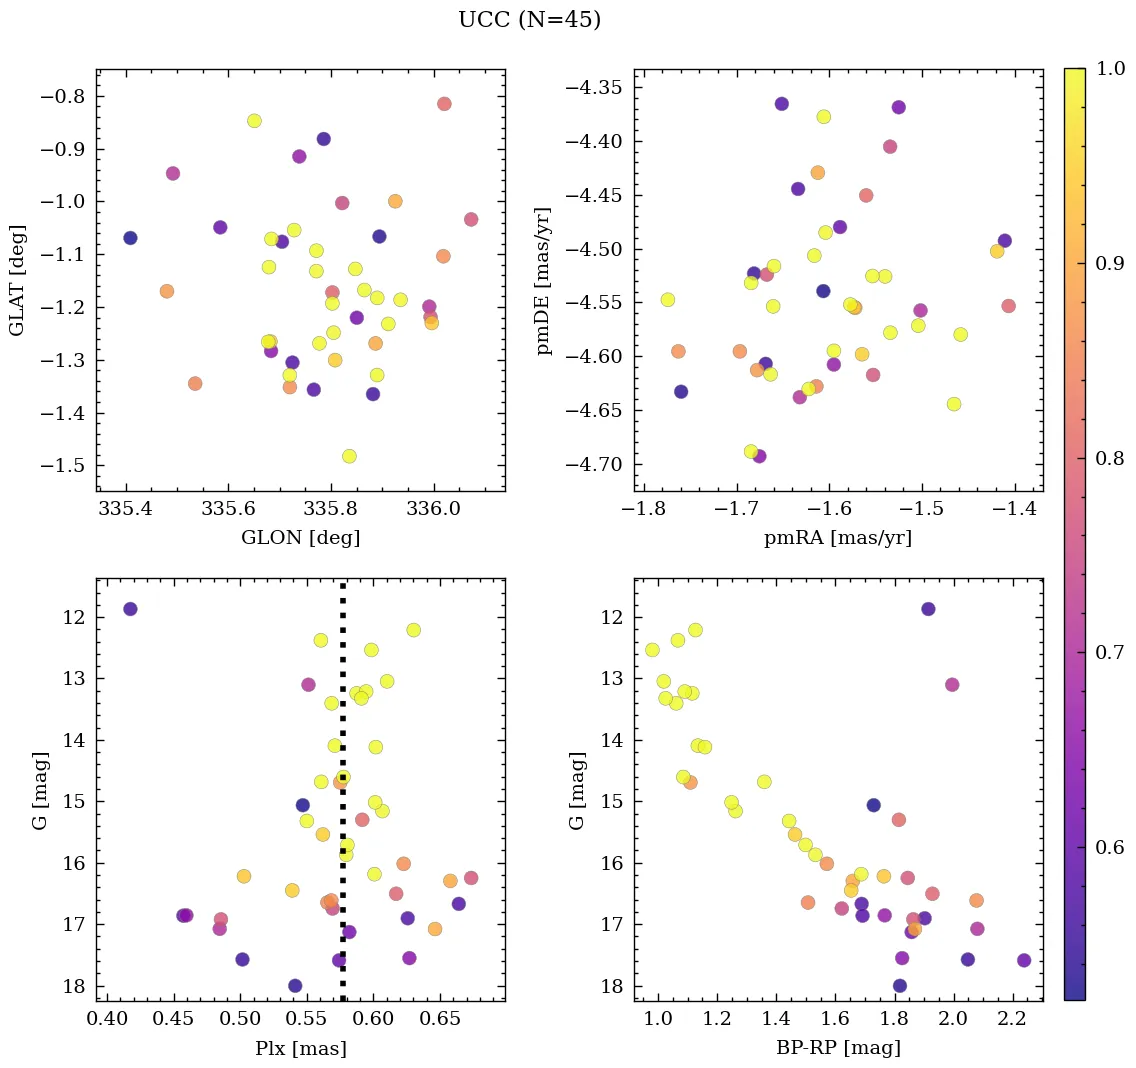 UCC (N=45)
−0.8
−0.9
−1.0
−1.1
−1.2
−1.3
−1.4
−1.5
GLAT [deg]
335.4 335.6 335.8 336.0
GLON [deg]
−4.35
−4.40
−4.45
−4.50
−4.55
−4.60
−4.65
−4.70
pmDE [mas/yr]
−1.8 −1.7 −1.6 −1.5 −1.4
pmRA [mas/yr]
1.0
0.9
0.8
0.7
0.6
12
13
14
15
16
17
18
G [mag]
0.40 0.45 0.50 0.55 0.60 0.65
Plx [mas]
12
13
14
15
16
17
18
G [mag]
1.0 1.2 1.4 1.6 1.8 2.0 2.2
BP-RP [mag]